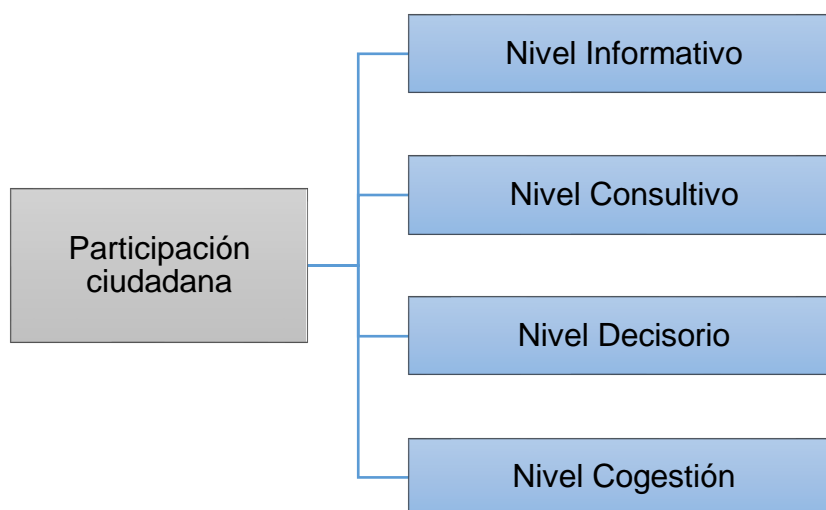 Nivel Informativo
Nivel Consultivo
Participación
ciudadana
Nivel Decisorio
Nivel Cogestión